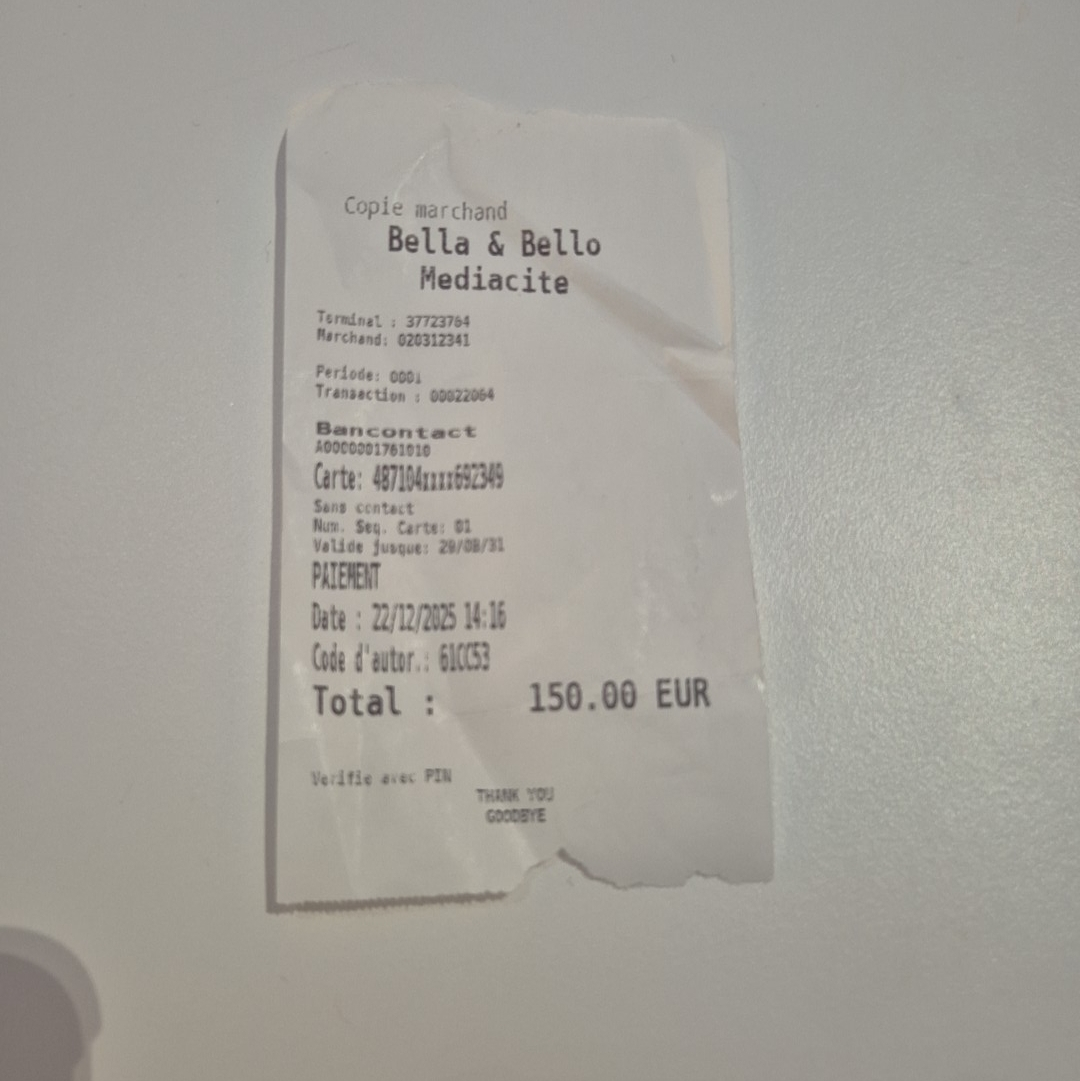 Copie marchand
Bella & Bello
Mediacite
Terminal : 37723764
Marchand: 020312341
Periode: 0001
Transaction : 00022064
Bancontact
A0000001761010
Carte: 487104xxxx692349
Sans contact
Num. Seq. Carte: 01
Valide jusque: 29/08/31
PAIEMENT
Date : 22/12/2025 14:16
Code d'autor.: 61CC53
Total : 150.00 EUR
Verifie avec PIN
THANK YOU
GOODBYE